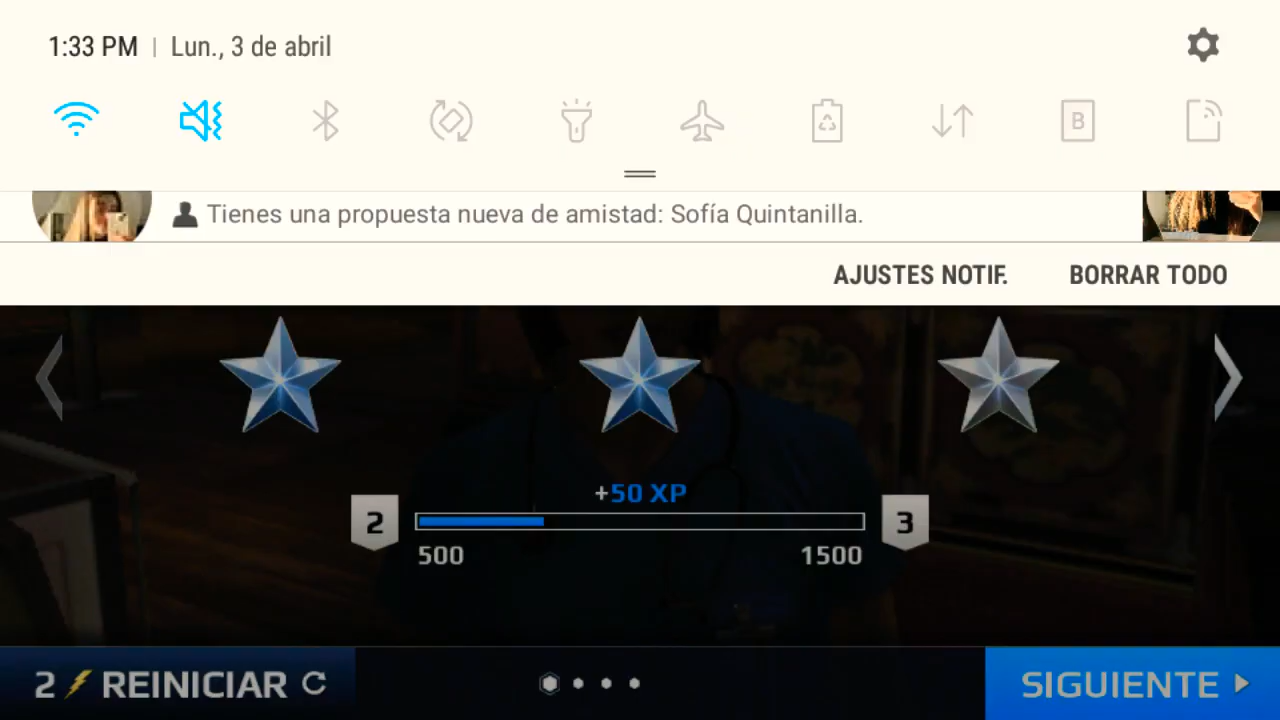 1:33 PM | Lun., 3 de abril
B
Tienes una propuesta nueva de amistad: Sofía Quintanilla.
AJUSTES NOTIF. BORRAR TODO
+50 XP
2 3
500 1500
2 REINICIAR SIGUIENTE